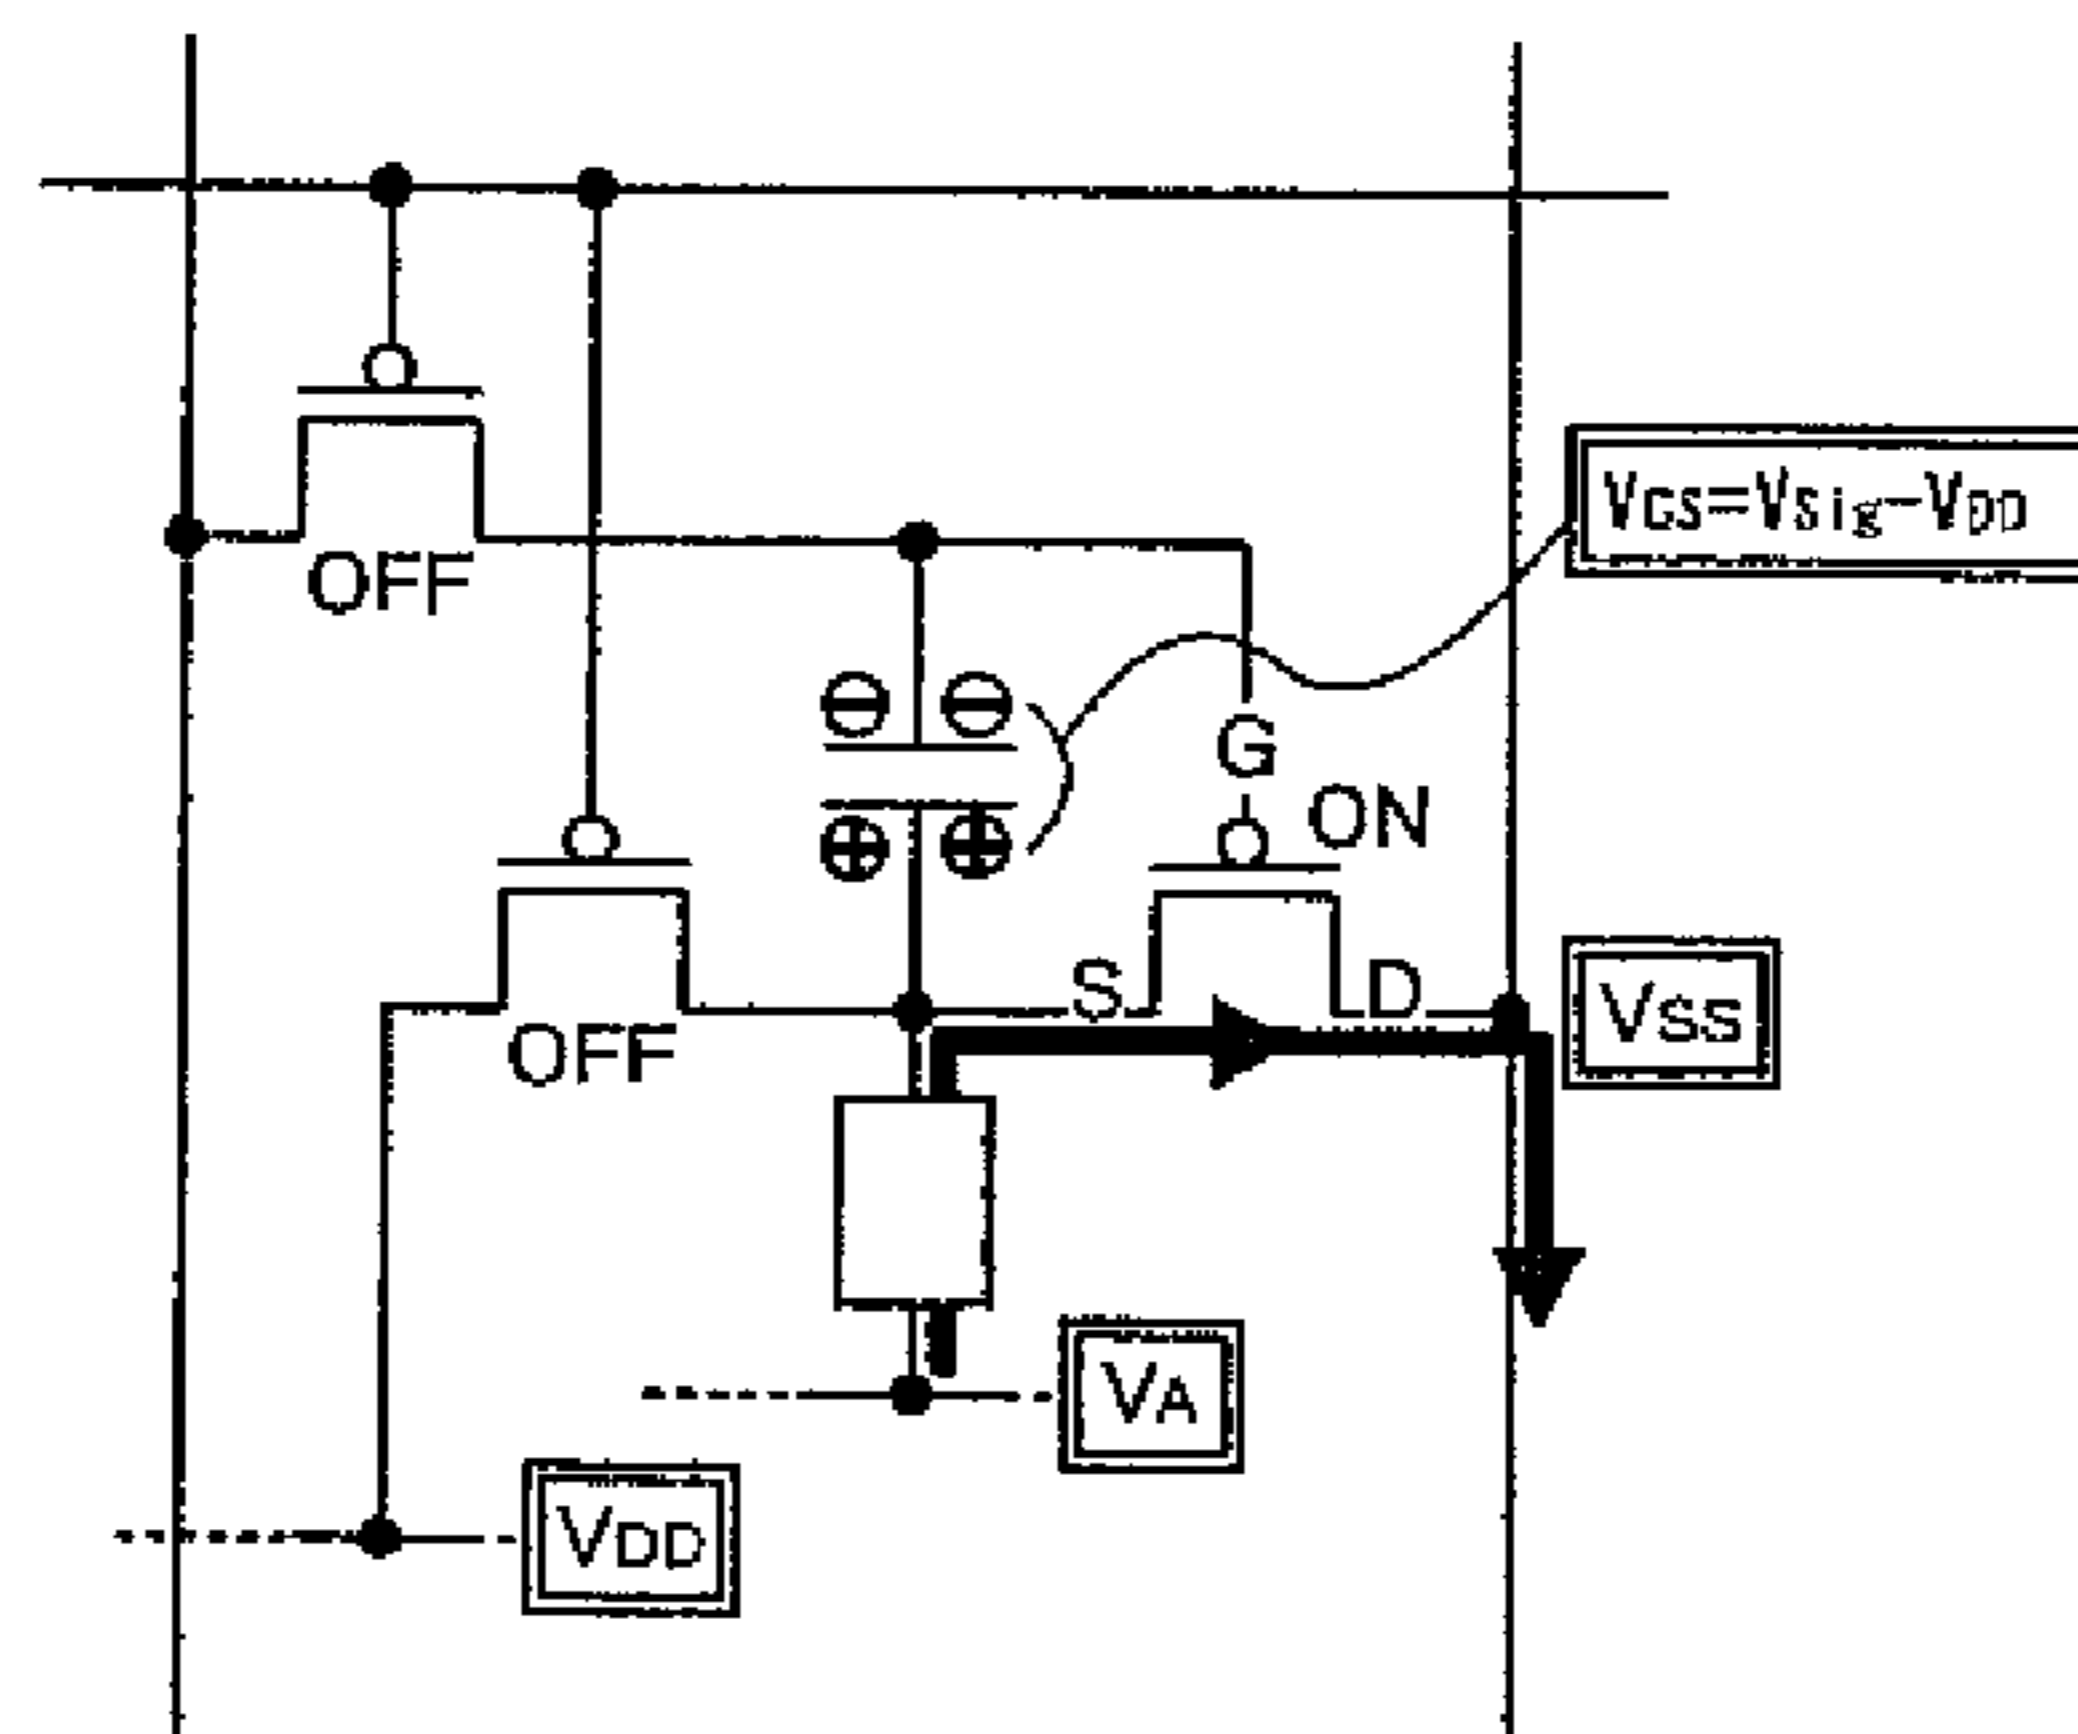 VGS=VSig-VDD
OFF
G
ON
S
D
VSS
OFF
VA
VDD